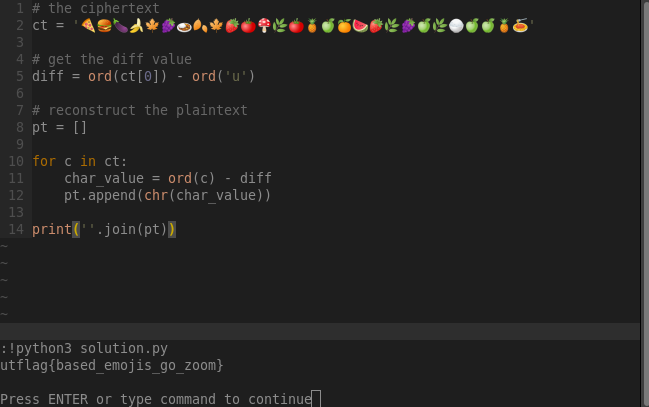 1 # the ciphertext
2 ct = '🍕🍔🍆🍌🍁🍇🍛🍂🍁🍓🍅🍄🌿🍅🍍🍏🍊🍉🍓🌿🍇🍏🌿🍚🍏🍏🍍🍝'
3
4 # get the diff value
5 diff = ord(ct[0]) - ord('u')
6
7 # reconstruct the plaintext
8 pt = []
9
10 for c in ct:
11     char_value = ord(c) - diff
12     pt.append(chr(char_value))
13
14 print(''.join(pt))
~
~
~
~
~
:!python3 solution.py
utflag{based_emojis_go_zoom}
Press ENTER or type command to continue